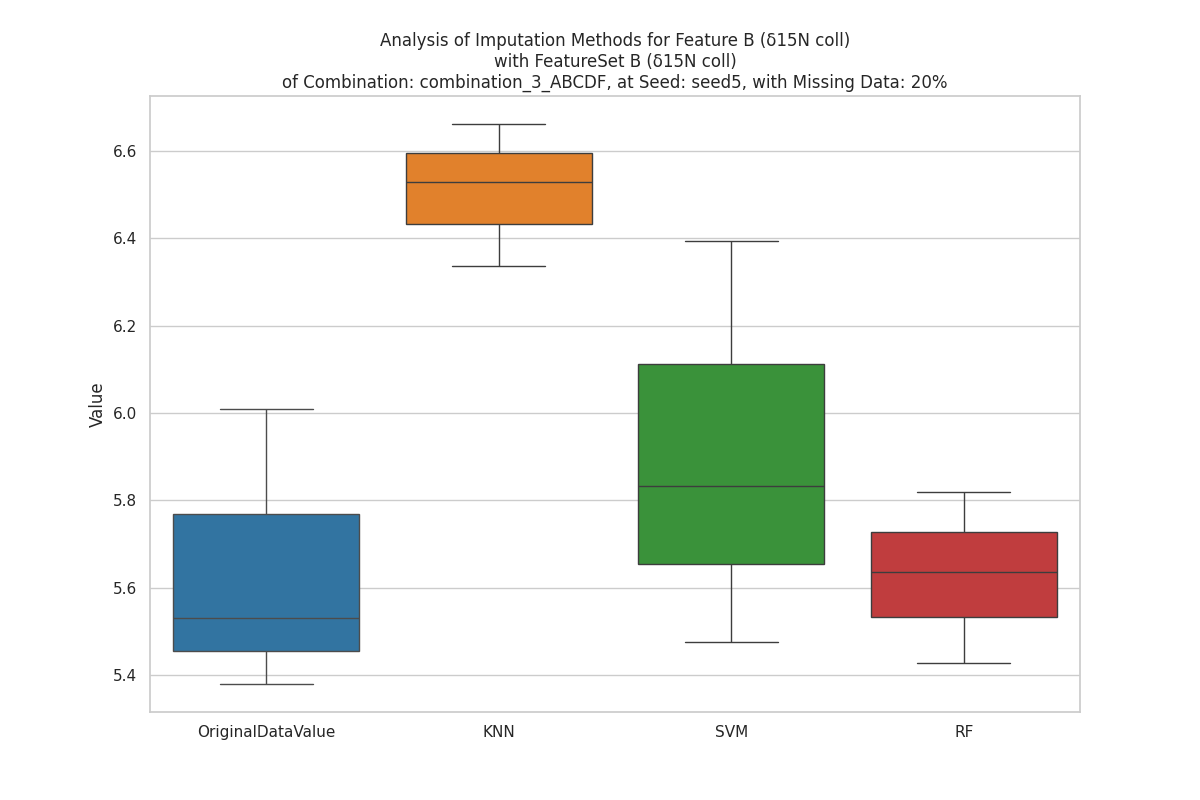 Analysis of Imputation Methods for Feature B (δ15N coll)
with FeatureSet B (δ15N coll)
of Combination: combination_3_ABCDF, at Seed: seed5, with Missing Data: 20%
6.6
6.4
6.2
6.0
5.8
5.6
5.4
Value
OriginalDataValue
KNN
SVM
RF